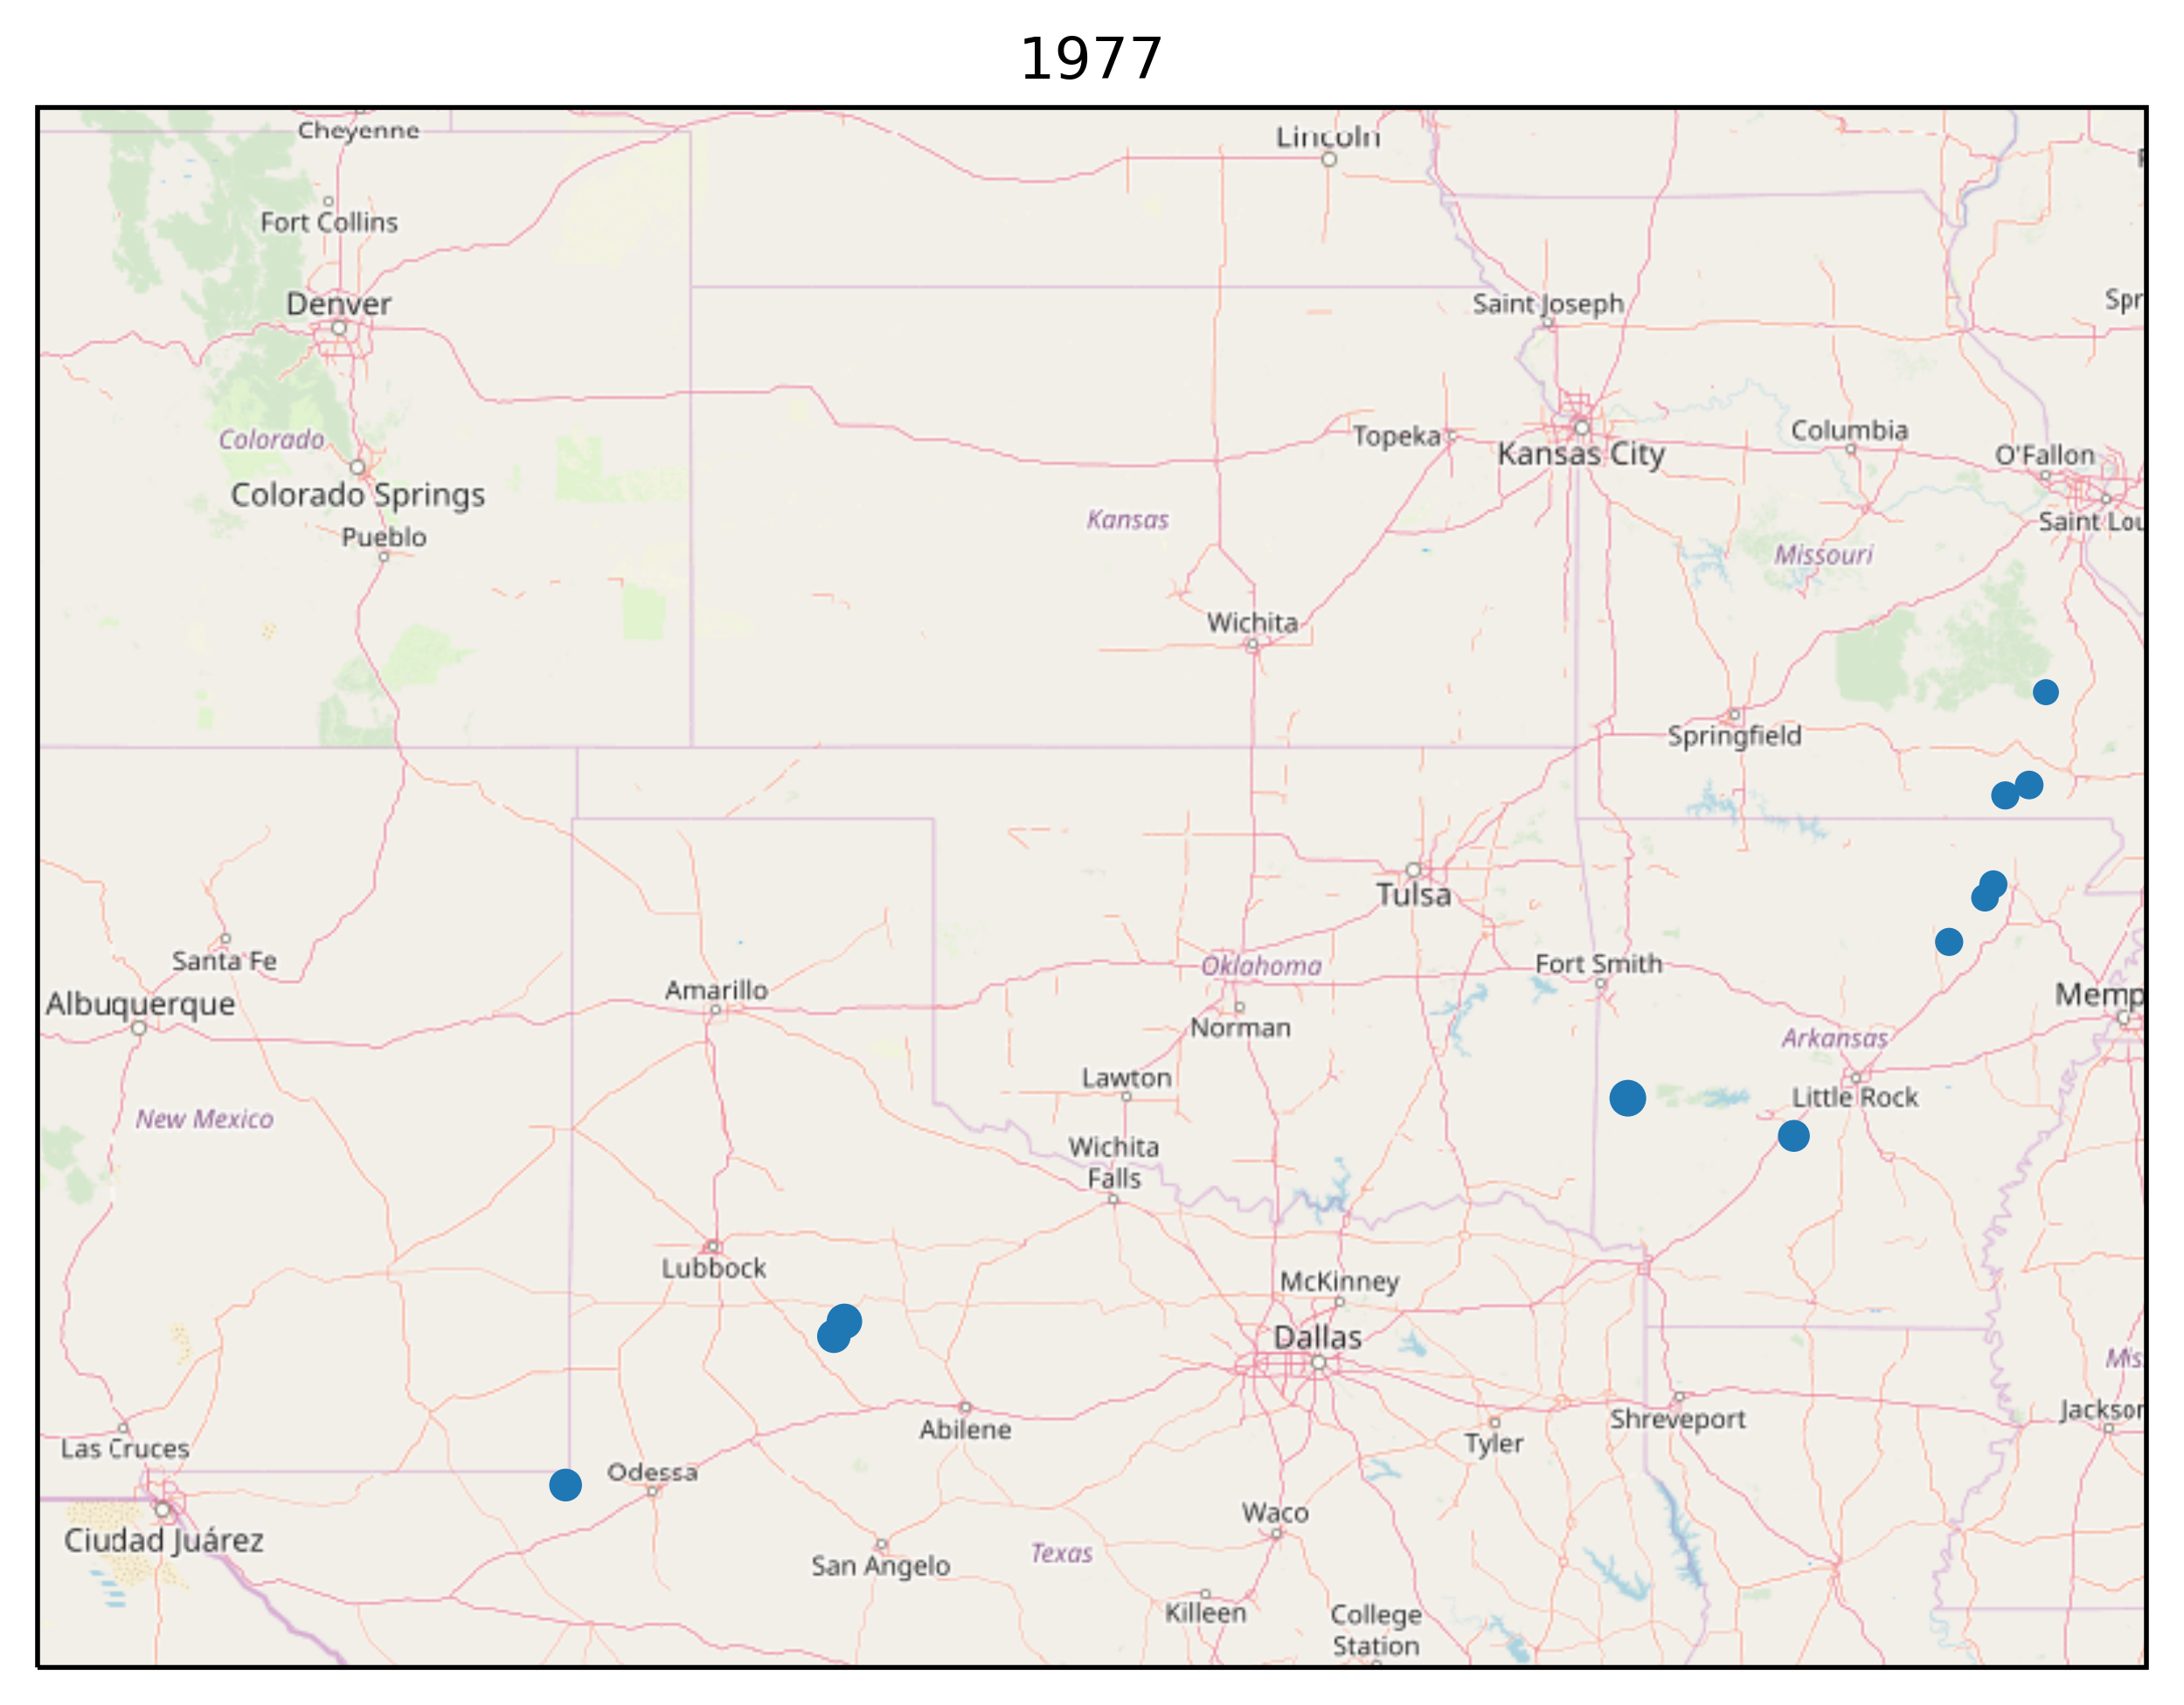 1977
Cheyenne
Lincoln
Fort Collins
Denver
Saint Joseph
Spr
Colorado
Topeka
Kansas City
Columbia
O'Fallon
Colorado Springs
Pueblo
Kansas
Saint Lou
Missouri
Wichita
Springfield
Tulsa
Santa Fe
Oklahoma
Fort Smith
Albuquerque
Amarillo
Memp
Norman
Arkansas
Lawton
Little Rock
New Mexico
Wichita
Falls
Lubbock
McKinney
Dallas
Mis
Abilene
Shreveport
Jackson
Las Cruces
Tyler
Odessa
Waco
Ciudad Juárez
Texas
San Angelo
Killeen
College
Station